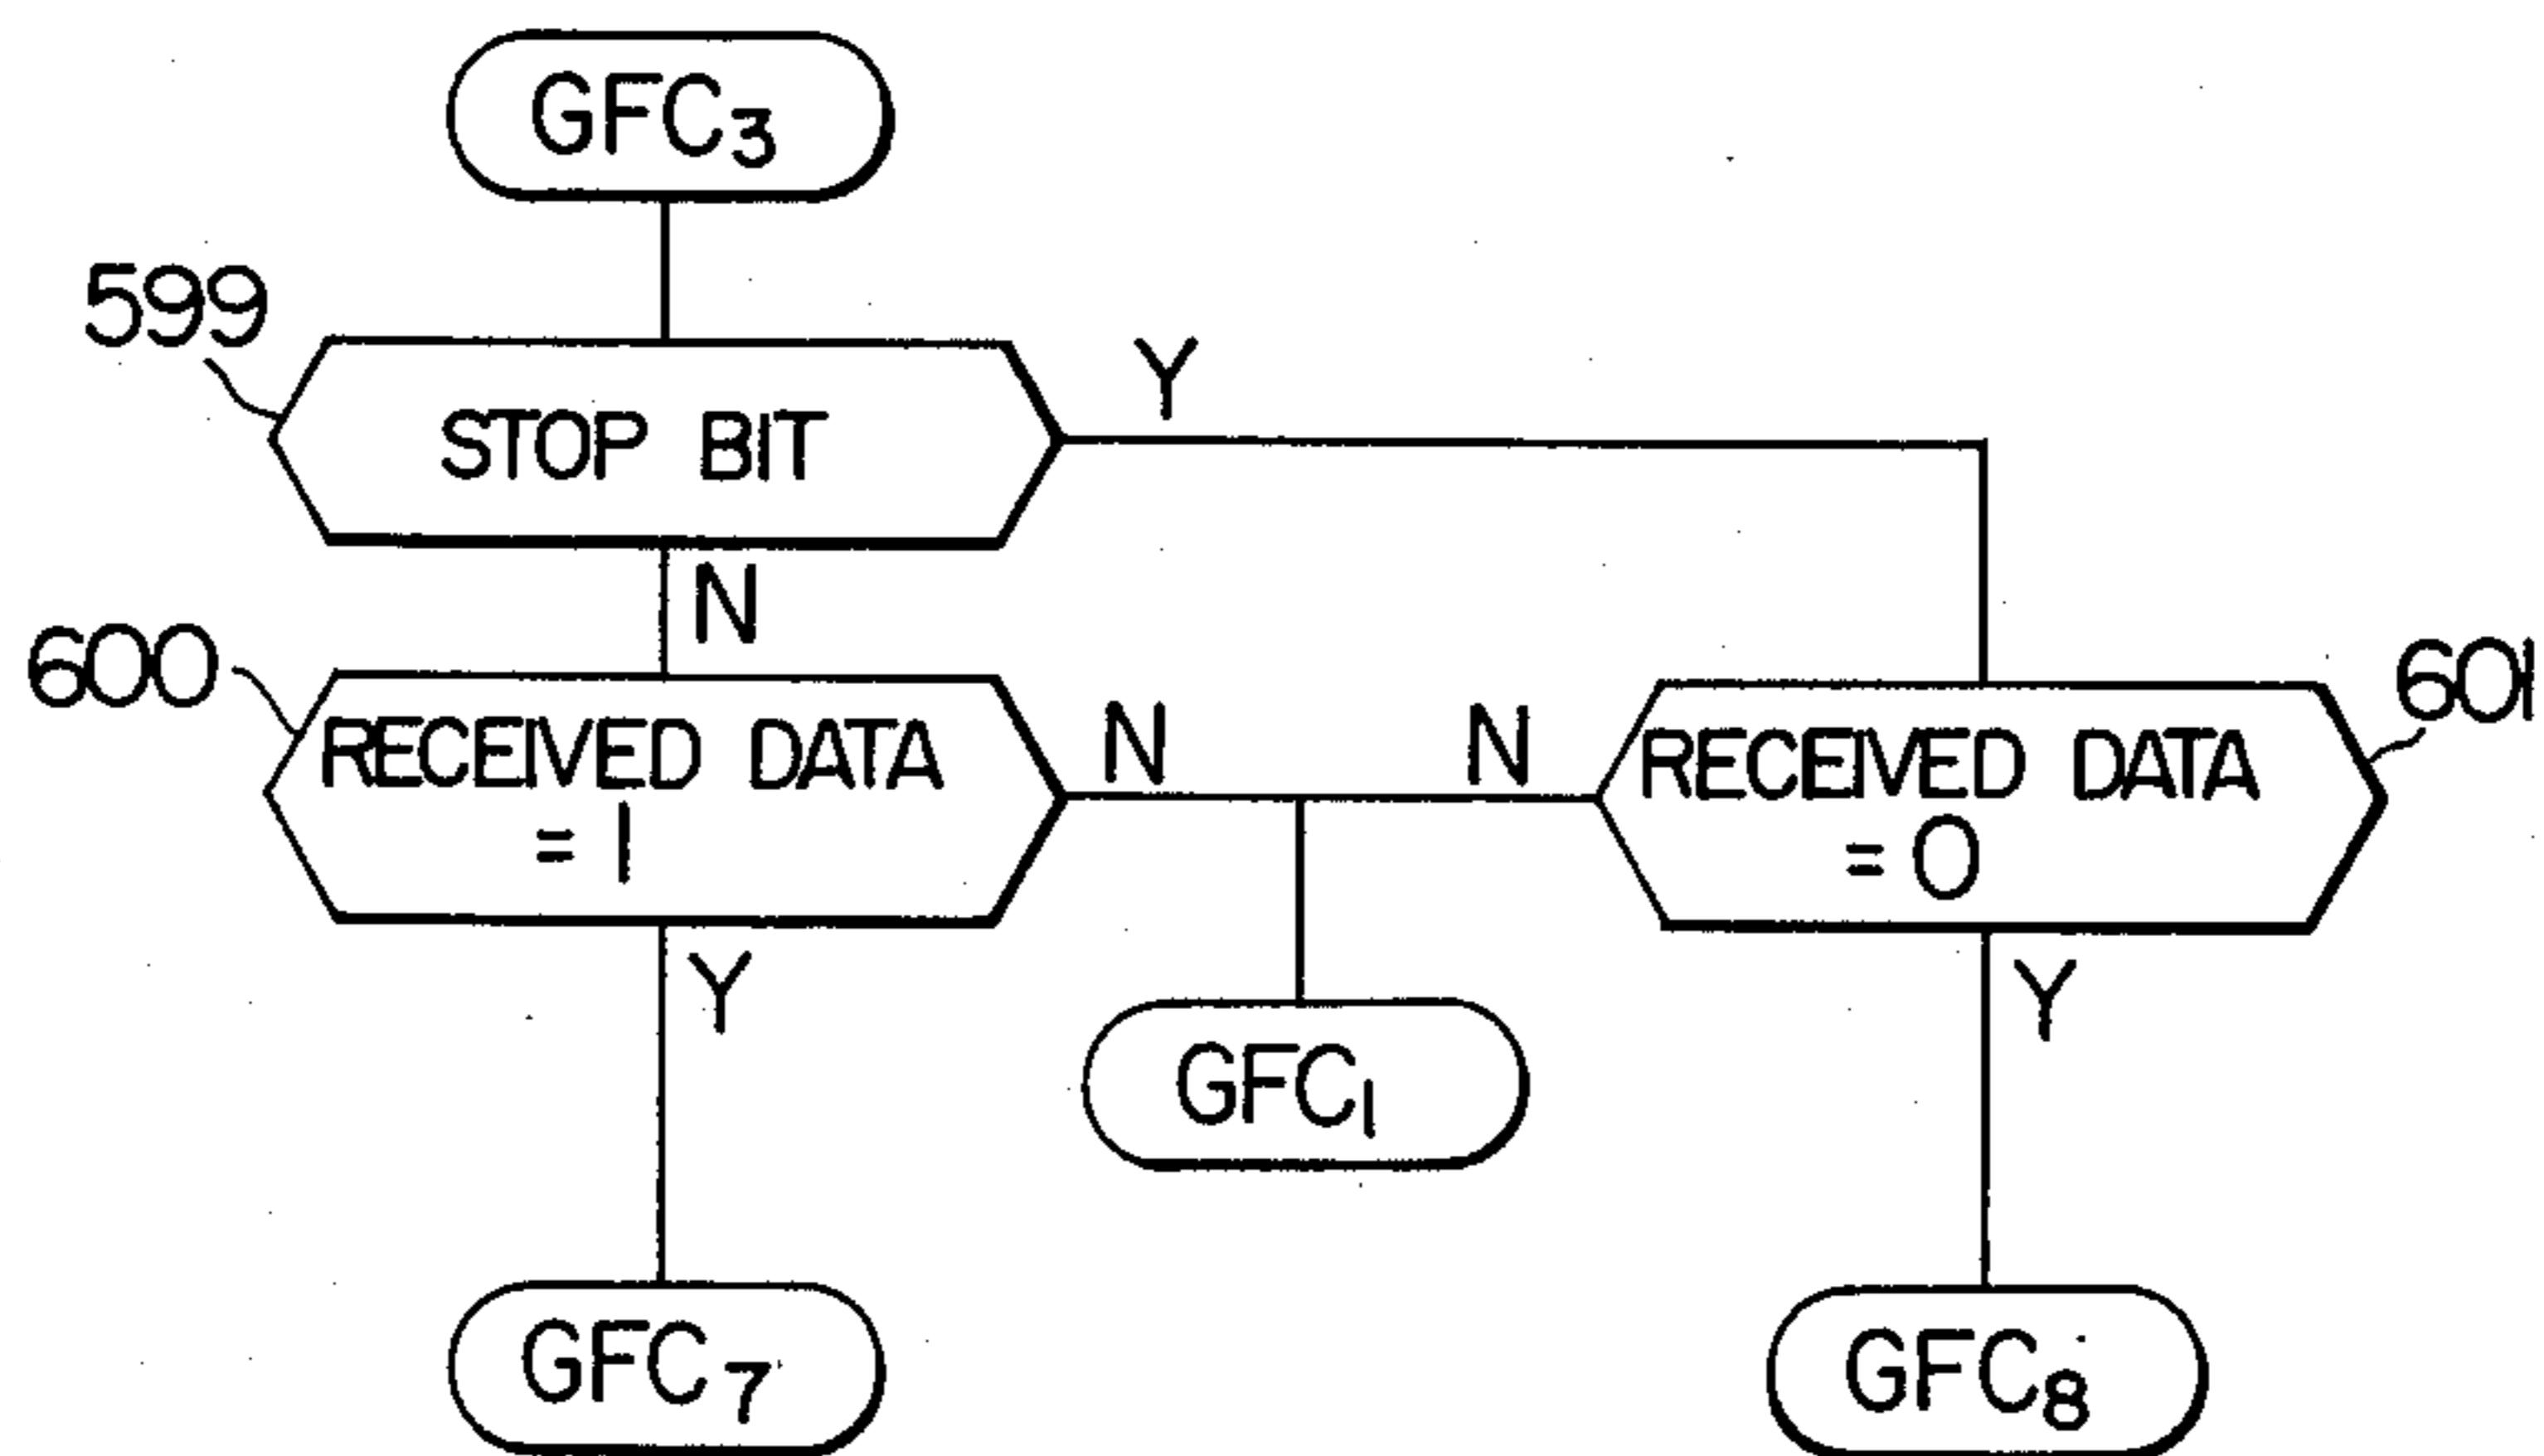 GFC3
599
STOP BIT
Y
N
600
RECEIVED DATA
= 1
N
N
601
RECEIVED DATA
= 0
Y
Y
GFC1
GFC7
GFC8